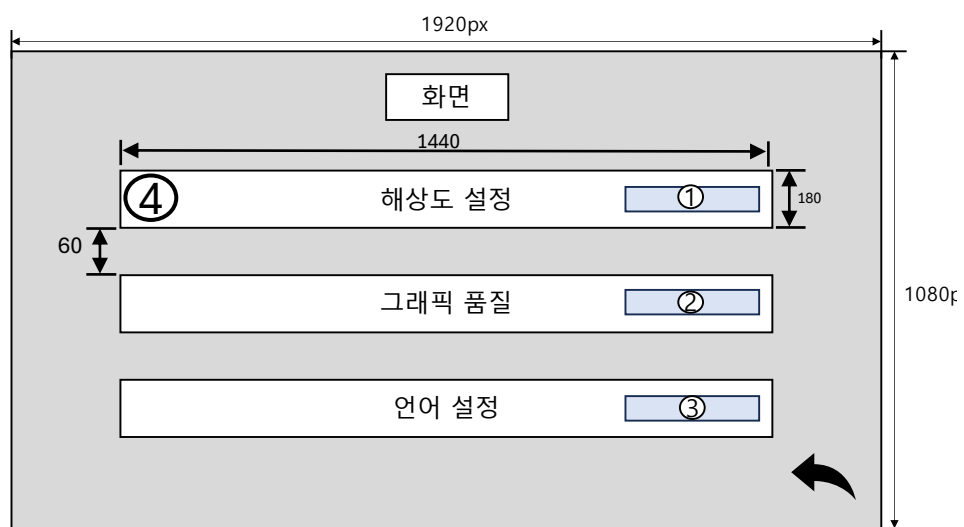 1920px
화면
1440
④ 해상도 설정 ①
180
60
그래픽 품질 ②
1080p
언어 설정 ③